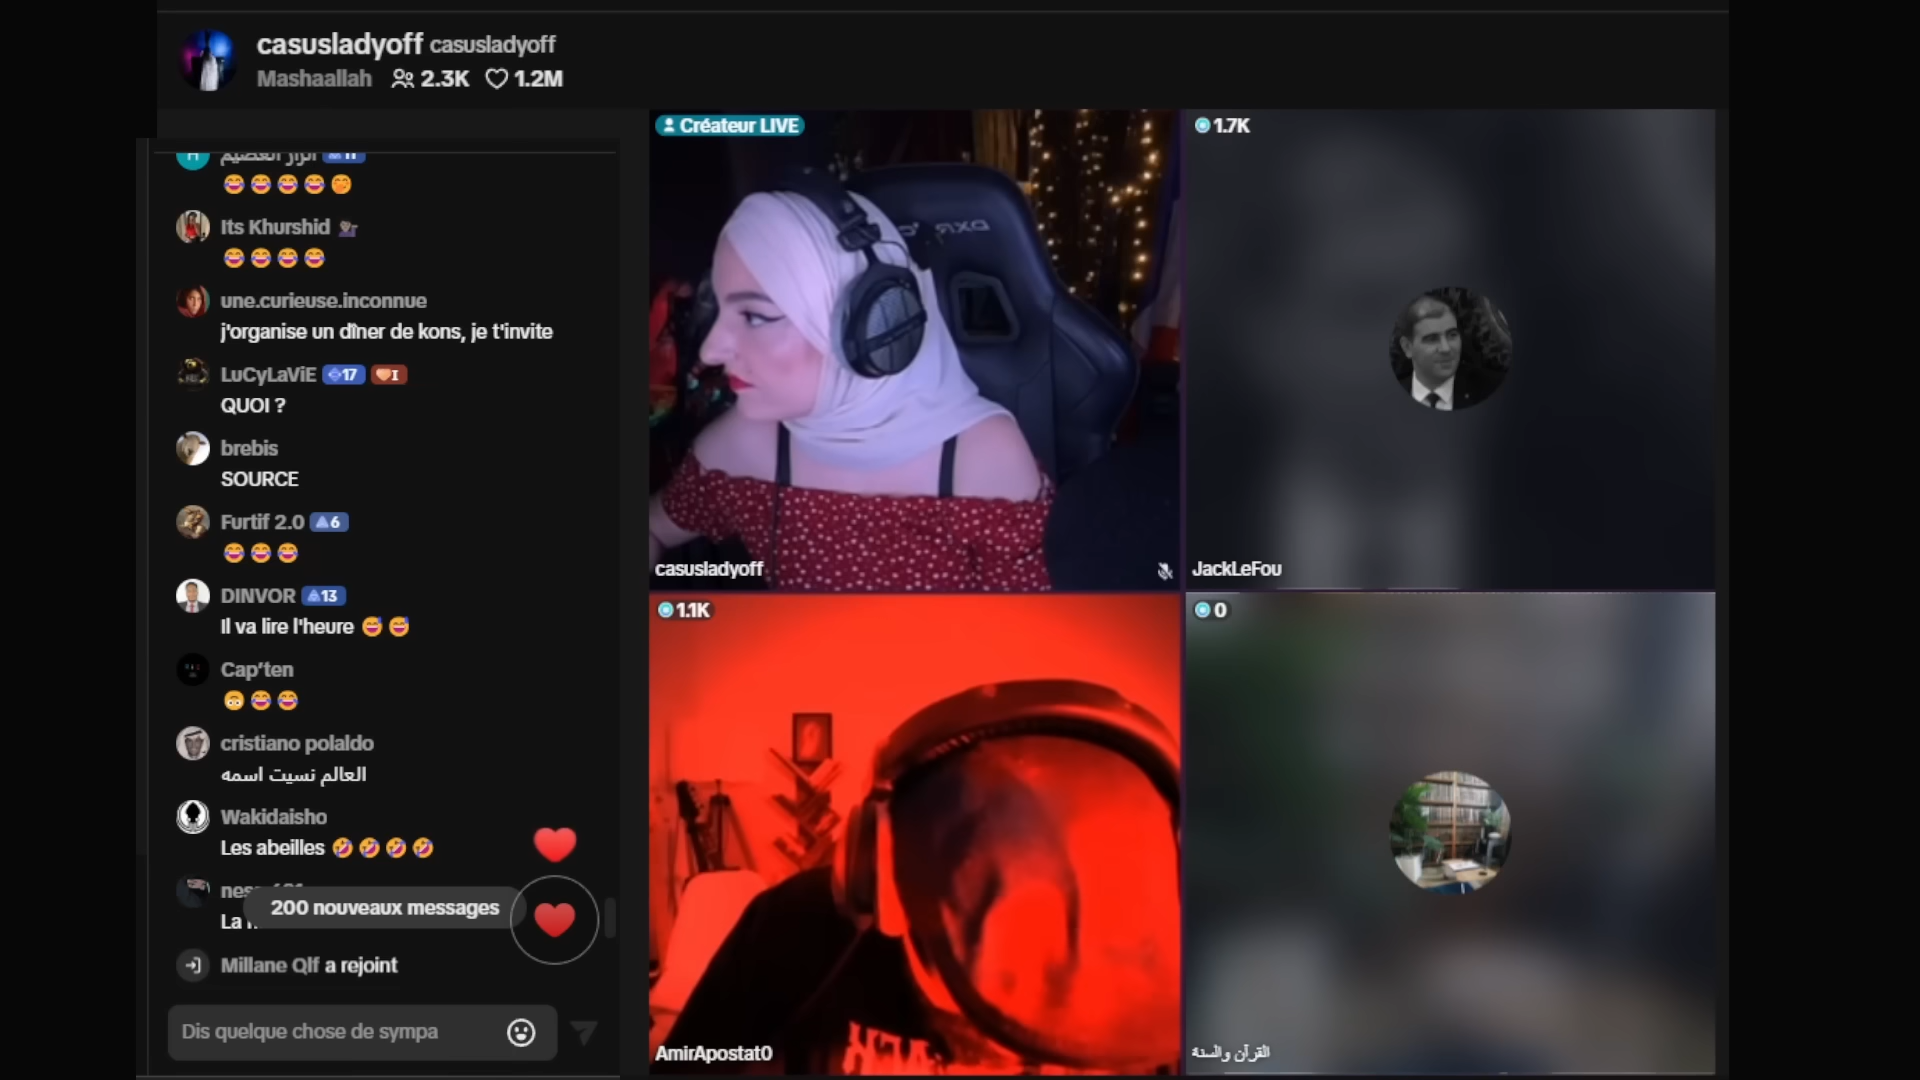 casusladyoff casusladyoff
Mashaallah 2.3K 1.2M
11
Its Khurshid
une.curieuse.inconnue
j'organise un dîner de kons, je t'invite
LuCyLaViE 17 I
QUOI ?
brebis
SOURCE
Furtif 2.0 6
DINVOR 13
Il va lire l'heure
Cap'ten
cristiano polaldo
العالم نسيت اسمه
Wakidaisho
Les abeilles
La
200 nouveaux messages
Millane Qlf a rejoint
Dis quelque chose de sympa
Créateur LIVE
casusladyoff
1.7K
JackLeFou
1.1K
AmirApostat0
0
القرآن والسنة